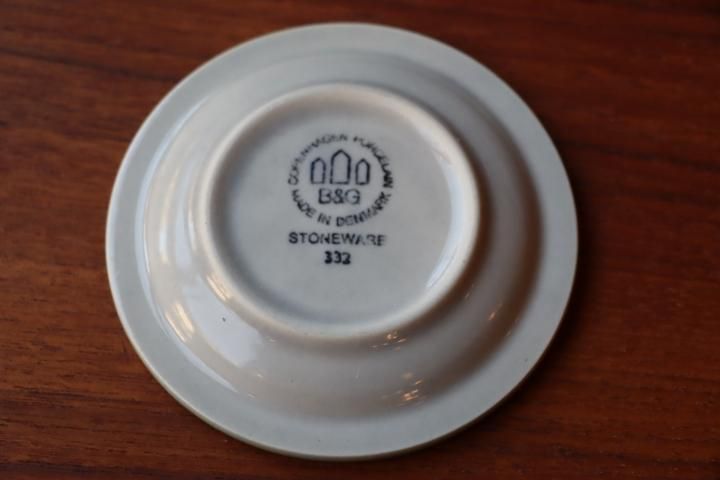 COPENHAGEN PORCELAIN
B&G
MADE IN DENMARK
STONEWARE
332